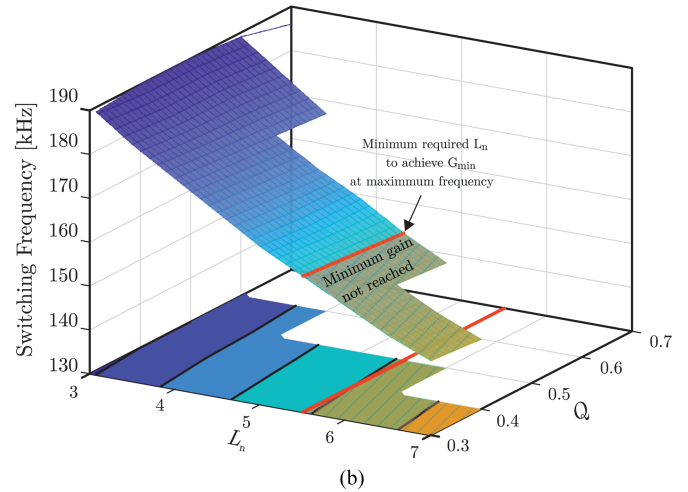 Switching Frequency [kHz]
190
180
170
160
150
140
130
Minimum required Lₙ
to achieve G_min
at maximmum frequency
Minimum gain
not reached
3
4
5
6
7
Lₙ
0.3
0.4
0.5
0.6
0.7
Q
(b)